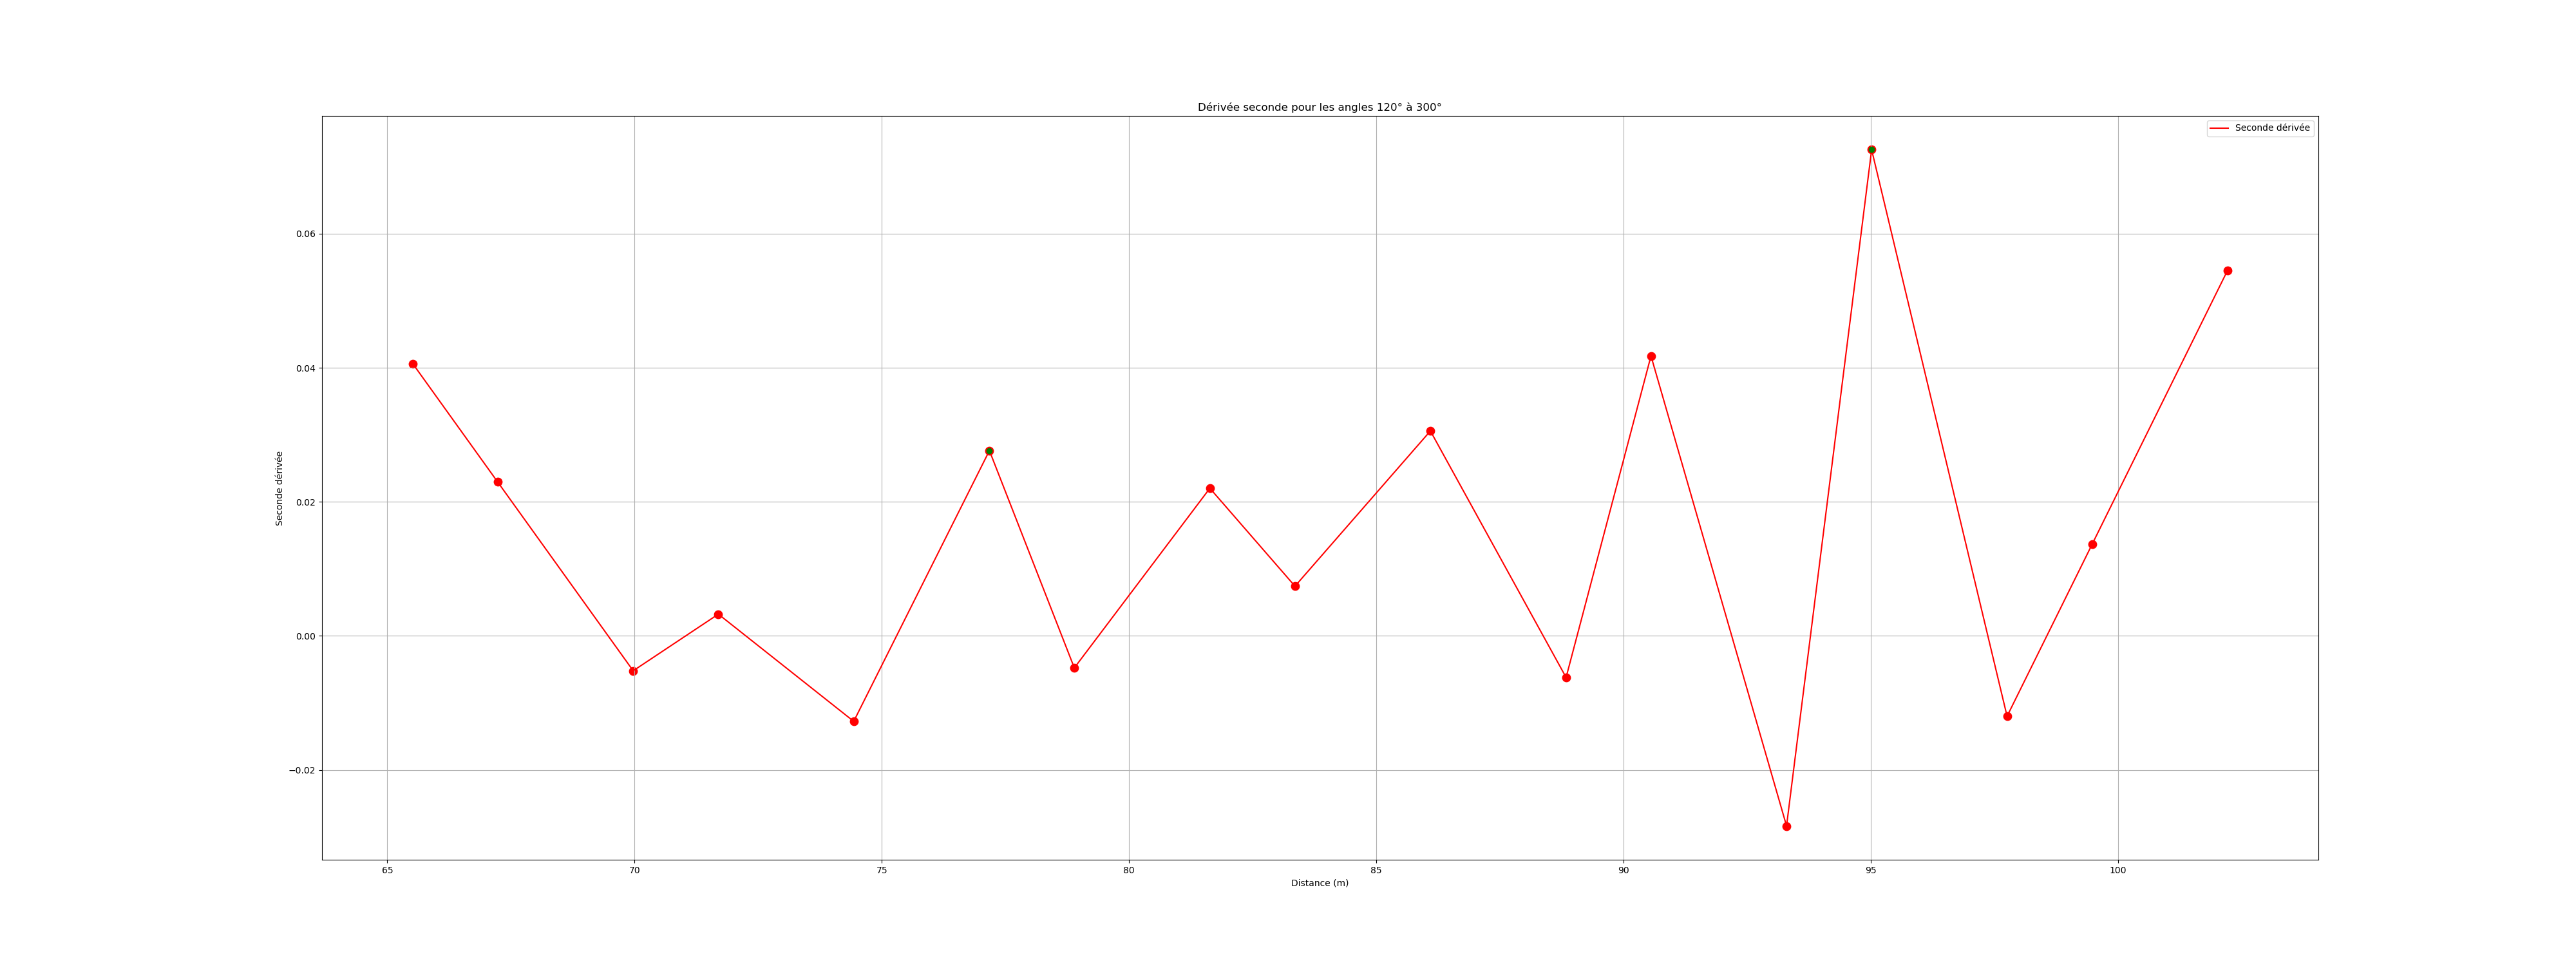 Dérivée seconde pour les angles 120° à 300°
Seconde dérivée
0.06
0.04
0.02
0.00
−0.02
Seconde dérivée
65 70 75 80 85 90 95 100
Distance (m)